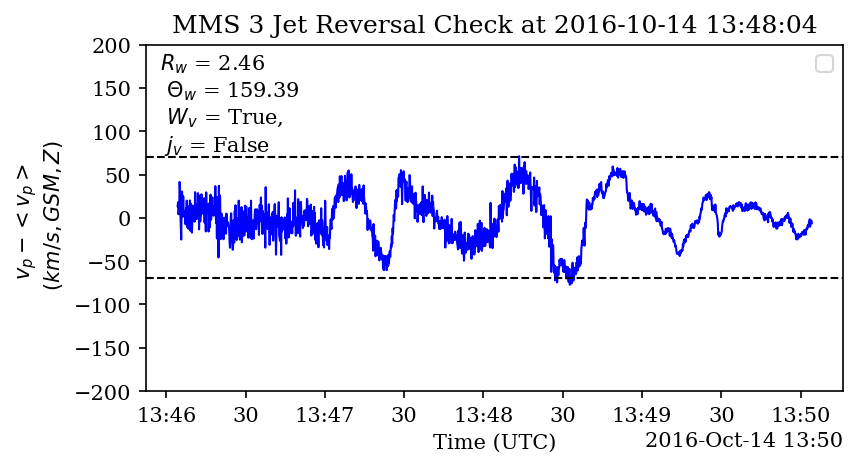 MMS 3 Jet Reversal Check at 2016-10-14 13:48:04
200
150
100
50
0
−50
−100
−150
−200
v_p − < v_p >
(km/s, GSM, Z)
R_w = 2.46
Θ_w = 159.39
W_v = True,
j_v = False
13:46 30 13:47 30 13:48 30 13:49 30 13:50
Time (UTC)
2016-Oct-14 13:50